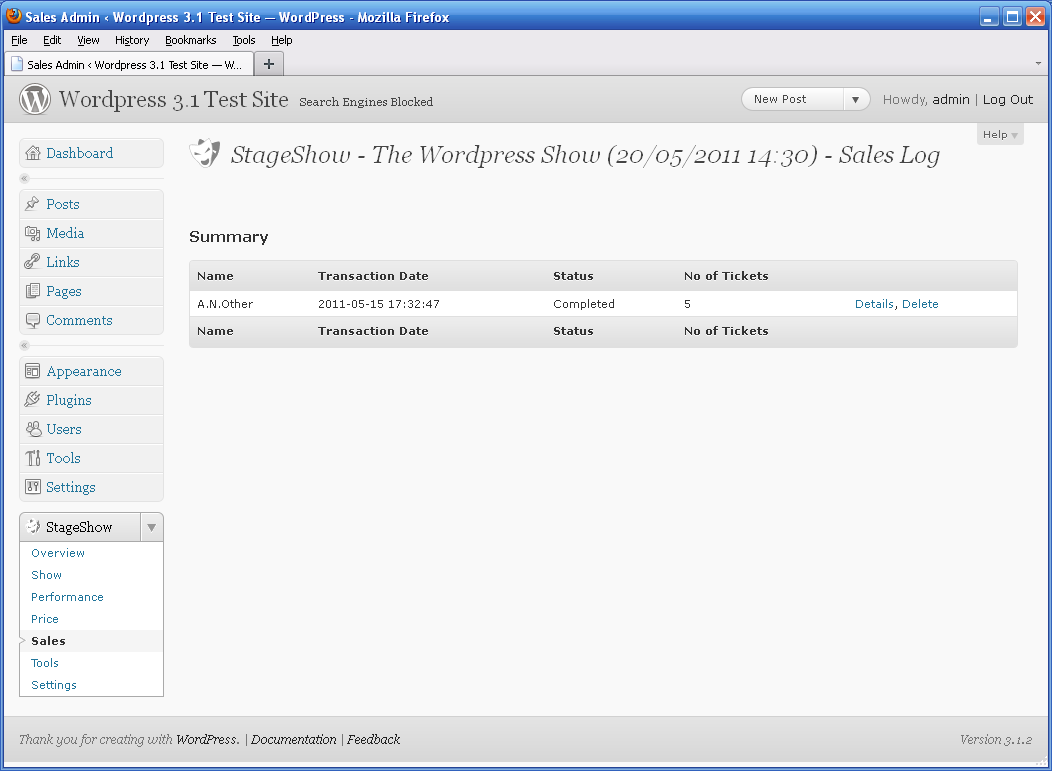 Sales Admin ‹ Wordpress 3.1 Test Site — WordPress - Mozilla Firefox
File Edit View History Bookmarks Tools Help
Sales Admin ‹ Wordpress 3.1 Test Site — W...
Wordpress 3.1 Test Site Search Engines Blocked New Post Howdy, admin | Log Out
Help
StageShow - The Wordpress Show (20/05/2011 14:30) - Sales Log
Dashboard
Posts
Media
Links
Pages
Comments
Appearance
Plugins
Users
Tools
Settings
StageShow
Overview
Show
Performance
Price
Sales
Tools
Settings
Summary
Name Transaction Date Status No of Tickets
A.N.Other 2011-05-15 17:32:47 Completed 5 Details, Delete
Name Transaction Date Status No of Tickets
Thank you for creating with WordPress. | Documentation | Feedback Version 3.1.2